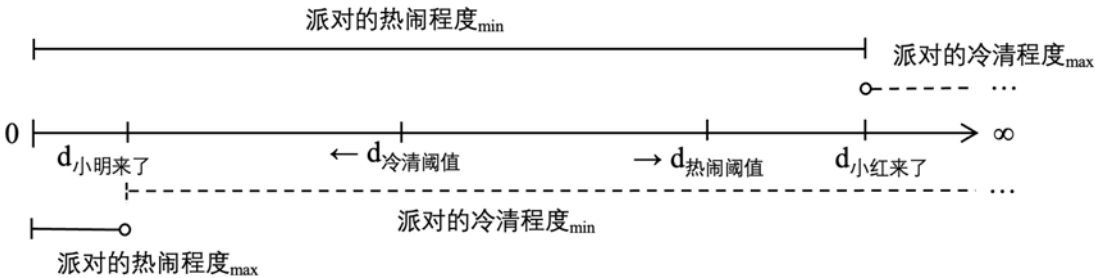 派对的热闹程度min
派对的冷清程度max
...
0
∞
d小明来了
← d冷清阈值
→ d热闹阈值
d小红来了
...
派对的冷清程度min
派对的热闹程度max